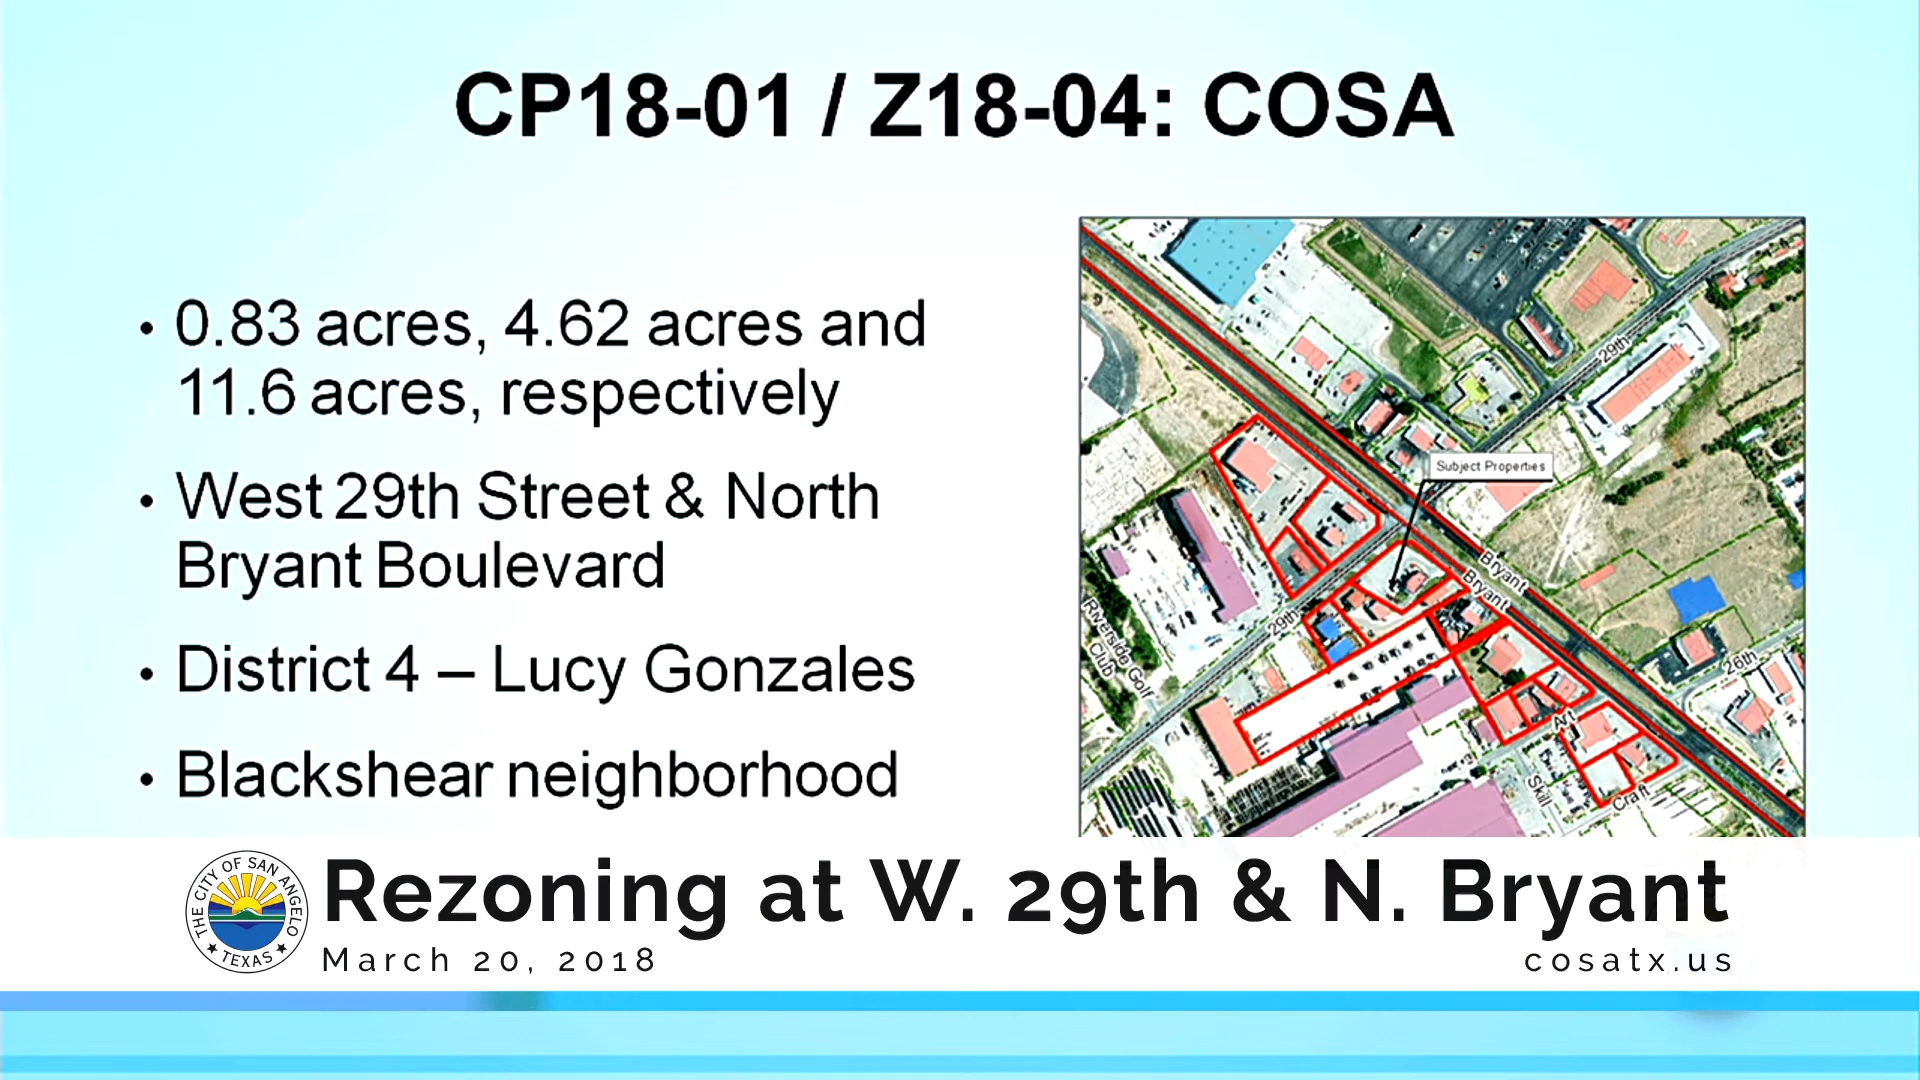 CP18-01 / Z18-04: COSA
• 0.83 acres, 4.62 acres and
11.6 acres, respectively
• West 29th Street & North
Bryant Boulevard
• District 4 – Lucy Gonzales
• Blackshear neighborhood
29th
Subject Properties
Bryant
Bryant
29th
Riverside Golf
Club
26th
Art
Skill
Craft
THE CITY OF SAN ANGELO
★ TEXAS ★
Rezoning at W. 29th & N. Bryant
March 20, 2018
cosatx.us